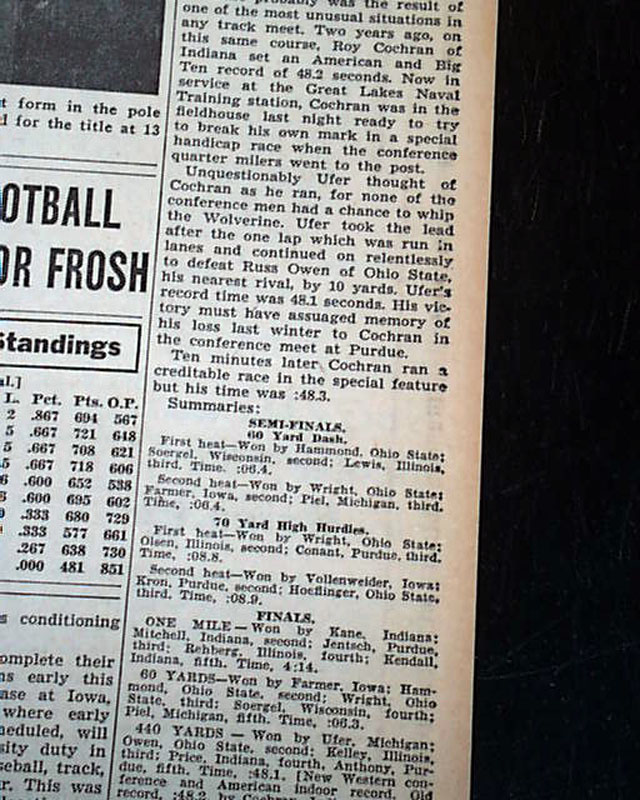 t form in the pole
d for the title at 13
OTBALL
OR FROSH
Standings
al.]
L. Pct. Pts. O.P.
2 .867 694 567
5 .667 721 648
5 .667 708 621
5 .667 718 606
6 .600 652 538
6 .600 695 602
.333 680 729
.333 577 661
.267 638 730
.000 481 851
s conditioning
omplete their
ns early this
ase at Iowa,
where early
heduled, will
sity duty in
seball, track,
r. This was
probably was the result of
one of the most unusual situations in
any track meet. Two years ago, on
this same course, Roy Cochran of
Indiana set an American and Big
Ten record of 48.2 seconds. Now in
service at the Great Lakes Naval
Training station, Cochran was in the
fieldhouse last night ready to try
to break his own mark in a special
handicap race when the conference
quarter milers went to the post.
Unquestionably Ufer thought of
Cochran as he ran, for none of the
conference men had a chance to whip
the Wolverine. Ufer took the lead
after the one lap which was run in
lanes and continued on relentlessly
to defeat Russ Owen of Ohio State,
his nearest rival, by 10 yards. Ufer's
record time was 48.1 seconds. His vic-
tory must have assuaged memory of
his loss last winter to Cochran in
the conference meet at Purdue.
Ten minutes later Cochran ran a
creditable race in the special feature
but his time was :48.3.
Summaries:
SEMI-FINALS.
60 Yard Dash.
First heat—Won by Hammond, Ohio State;
Soergel, Wisconsin, second; Lewis, Illinois,
third. Time, :06.4.
Second heat—Won by Wright, Ohio State;
Farmer, Iowa, second; Piel, Michigan, third.
Time, :06.4.
70 Yard High Hurdles.
First heat—Won by Wright, Ohio State;
Olsen, Illinois, second; Conant, Purdue, third.
Time, :08.8.
Second heat—Won by Vollenweider, Iowa;
Kron, Purdue, second; Hoeflinger, Ohio State,
third. Time, :08.9.
FINALS.
ONE MILE—Won by Kane, Indiana;
Mitchell, Indiana, second; Jentsch, Purdue,
third; Rehberg, Illinois, fourth; Kendall,
Indiana, fifth. Time, 4:14.
60 YARDS—Won by Farmer, Iowa; Ham-
mond, Ohio State, second; Wright, Ohio
State, third; Soergel, Wisconsin, fourth;
Piel, Michigan, fifth. Time, :06.3.
440 YARDS — Won by Ufer, Michigan;
Owen, Ohio State, second; Kelley, Illinois,
third; Price, Indiana, fourth, Anthony, Pur-
due, fifth. Time, :48.1. [New Western con-
ference and American indoor record. Old
record, :48.2, by Cochran,